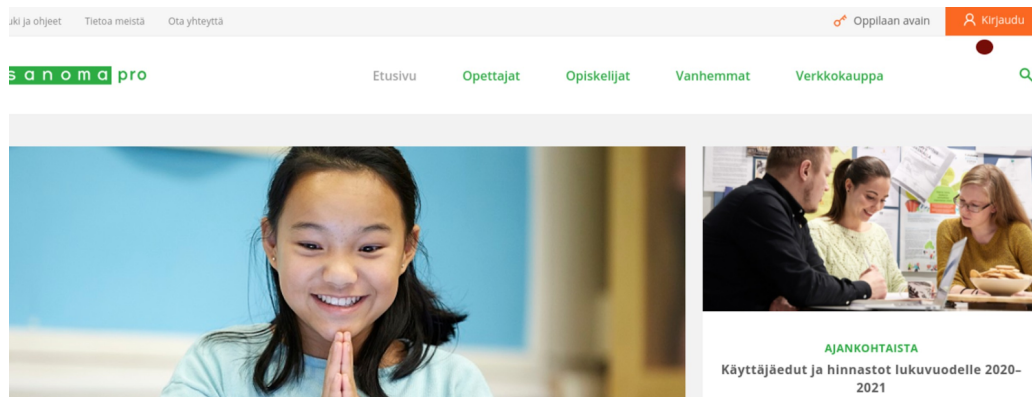 uki ja ohjeet Tietoa meistä Ota yhteyttä Oppilaan avain Kirjaudu
sanoma pro Etusivu Opettajat Opiskelijat Vanhemmat Verkkokauppa
AJANKOHTAISTA
Käyttäjäedut ja hinnastot lukuvuodelle 2020–
2021